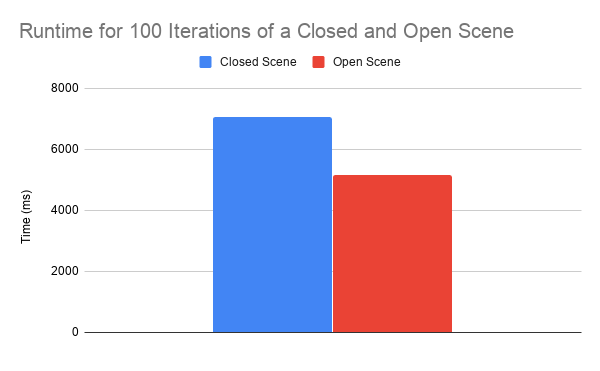 Runtime for 100 Iterations of a Closed and Open Scene
Closed Scene Open Scene
8000
6000
4000
2000
0
Time (ms)